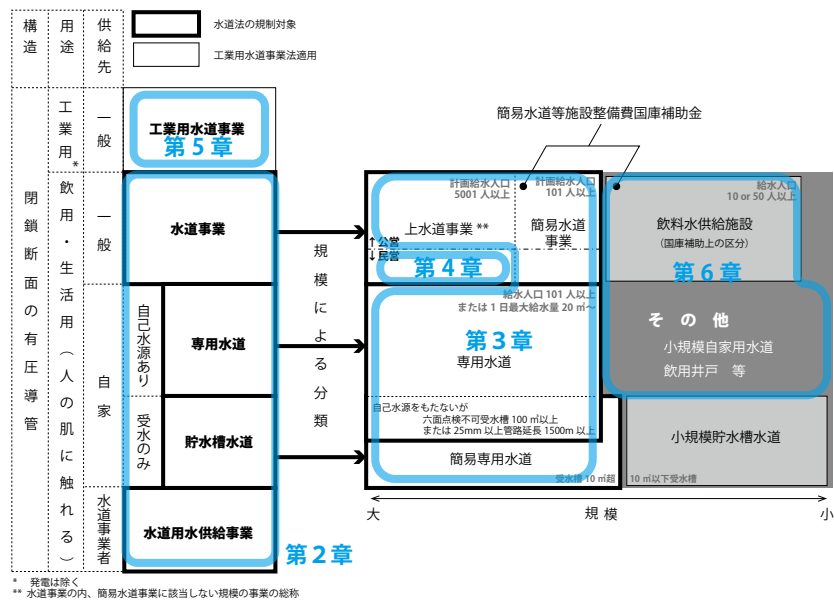 構造
用途
供給先
水道法の規制対象
工業用水道事業法適用
閉鎖断面の有圧導管
工業用*
飲用・生活用（人の肌に触れる）
一般
一般
自家
水道事業者
工業用水道事業
第5章
水道事業
自己水源あり
専用水道
受水のみ
貯水槽水道
水道用水供給事業
第2章
規模による分類
簡易水道等施設整備費国庫補助金
計画給水人口
5001 人以上
計画給水人口
101 人以上
上水道事業 **
簡易水道
事業
↑公営
↓民営
第4章
給水人口 101 人以上
または 1 日最大給水量 20 ㎥〜
第3章
専用水道
自己水源をもたないが
六面点検不可受水槽 100 ㎥以上
または 25mm 以上管路延長 1500m 以上
簡易専用水道
受水槽 10 ㎥超
10 ㎥以下受水槽
給水人口
10 or 50 人以上
飲料水供給施設
(国庫補助上の区分)
第6章
その他
小規模自家用水道
飲用井戸 等
小規模貯水槽水道
大
規模
小
* 発電は除く
** 水道事業の内、簡易水道事業に該当しない規模の事業の総称